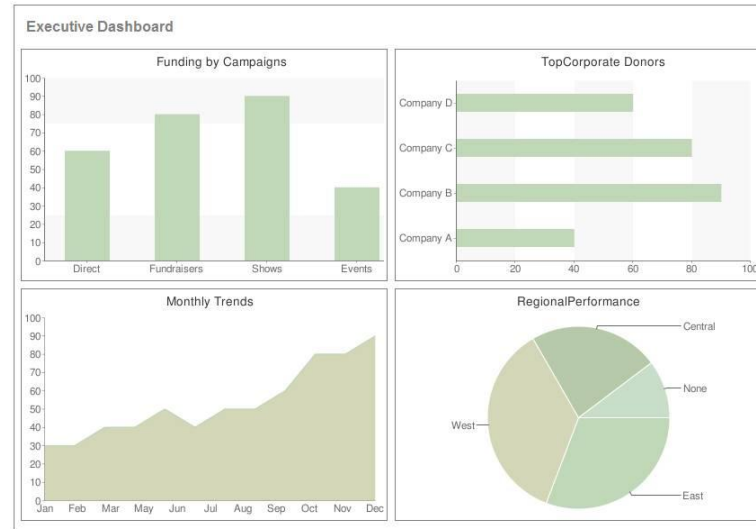 Executive Dashboard
Funding by Campaigns
100
90
80
70
60
50
40
30
20
10
0
Direct Fundraisers Shows Events
TopCorporate Donors
Company D
Company C
Company B
Company A
0 20 40 60 80 100
Monthly Trends
100
90
80
70
60
50
40
30
20
10
0
Jan Feb Mar May Jun Jul Aug Sep Oct Nov Dec
RegionalPerformance
Central
None
West
East